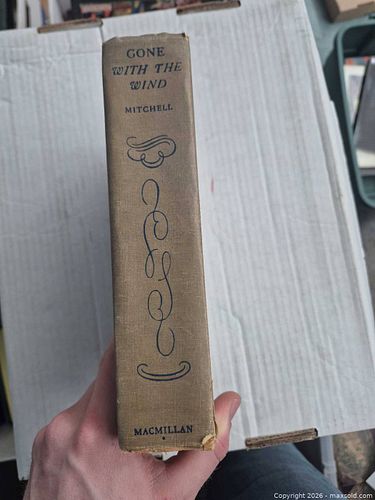 GONE
WITH THE
WIND
MITCHELL
MACMILLAN
Copyright 2026 - maxsold.com